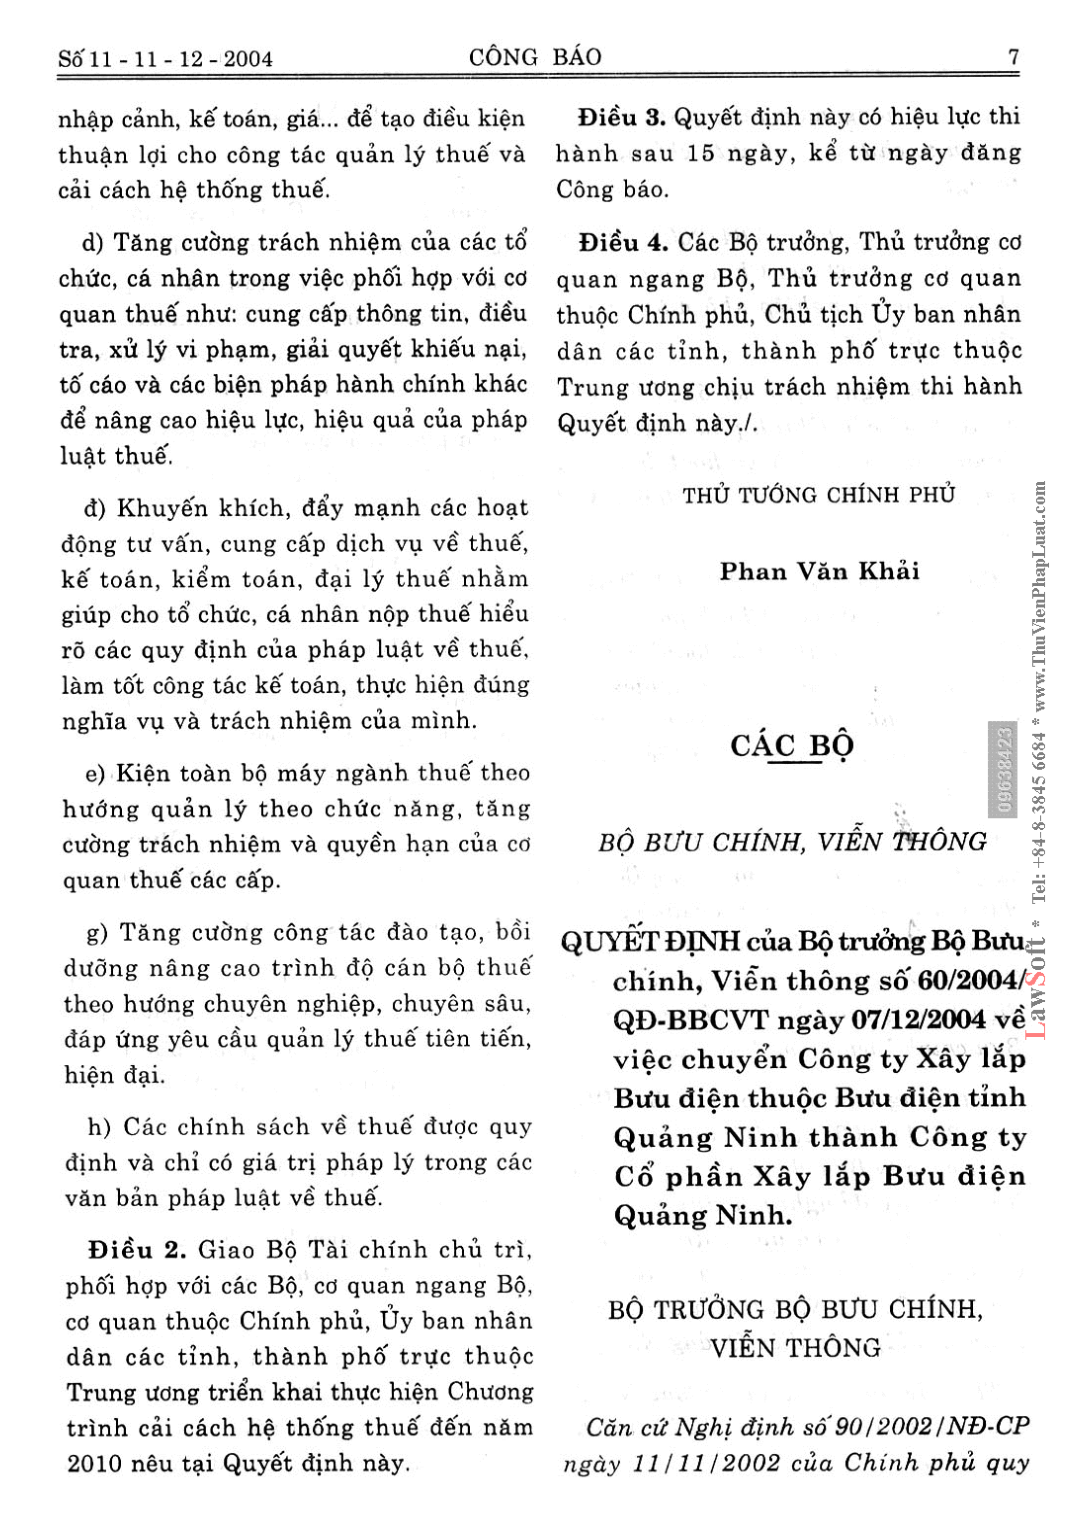 Số 11 - 11 - 12 - 2004
CÔNG BÁO
7
nhập cảnh, kế toán, giá... để tạo điều kiện
thuận lợi cho công tác quản lý thuế và
cải cách hệ thống thuế.
d) Tăng cường trách nhiệm của các tổ
chức, cá nhân trong việc phối hợp với cơ
quan thuế như: cung cấp thông tin, điều
tra, xử lý vi phạm, giải quyết khiếu nại,
tố cáo và các biện pháp hành chính khác
để nâng cao hiệu lực, hiệu quả của pháp
luật thuế.
đ) Khuyến khích, đẩy mạnh các hoạt
động tư vấn, cung cấp dịch vụ về thuế,
kế toán, kiểm toán, đại lý thuế nhằm
giúp cho tổ chức, cá nhân nộp thuế hiểu
rõ các quy định của pháp luật về thuế,
làm tốt công tác kế toán, thực hiện đúng
nghĩa vụ và trách nhiệm của mình.
e) Kiện toàn bộ máy ngành thuế theo
hướng quản lý theo chức năng, tăng
cường trách nhiệm và quyền hạn của cơ
quan thuế các cấp.
g) Tăng cường công tác đào tạo, bồi
dưỡng nâng cao trình độ cán bộ thuế
theo hướng chuyên nghiệp, chuyên sâu,
đáp ứng yêu cầu quản lý thuế tiên tiến,
hiện đại.
h) Các chính sách về thuế được quy
định và chỉ có giá trị pháp lý trong các
văn bản pháp luật về thuế.
Điều 2. Giao Bộ Tài chính chủ trì,
phối hợp với các Bộ, cơ quan ngang Bộ,
cơ quan thuộc Chính phủ, Ủy ban nhân
dân các tỉnh, thành phố trực thuộc
Trung ương triển khai thực hiện Chương
trình cải cách hệ thống thuế đến năm
2010 nêu tại Quyết định này.
Điều 3. Quyết định này có hiệu lực thi
hành sau 15 ngày, kể từ ngày đăng
Công báo.
Điều 4. Các Bộ trưởng, Thủ trưởng cơ
quan ngang Bộ, Thủ trưởng cơ quan
thuộc Chính phủ, Chủ tịch Ủy ban nhân
dân các tỉnh, thành phố trực thuộc
Trung ương chịu trách nhiệm thi hành
Quyết định này./.
THỦ TƯỚNG CHÍNH PHỦ
Phan Văn Khải
CÁC BỘ
BỘ BƯU CHÍNH, VIỄN THÔNG
QUYẾT ĐỊNH của Bộ trưởng Bộ Bưu
chính, Viễn thông số 60/2004/
QĐ-BBCVT ngày 07/12/2004 về
việc chuyển Công ty Xây lắp
Bưu điện thuộc Bưu điện tỉnh
Quảng Ninh thành Công ty
Cổ phần Xây lắp Bưu điện
Quảng Ninh.
BỘ TRƯỞNG BỘ BƯU CHÍNH,
VIỄN THÔNG
Căn cứ Nghị định số 90/2002/NĐ-CP
ngày 11/11/2002 của Chính phủ quy
09638423
LawSoft * Tel: +84-8-3845 6684 * www.ThuVienPhapLuat.com